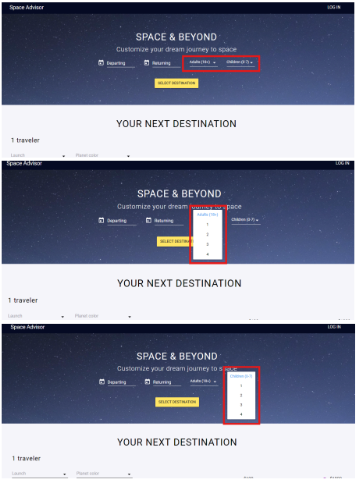 Space Advisor LOG IN
SPACE & BEYOND
Customize your dream journey to space
Departing Returning Adults (18+) Children (0-7)
SELECT DESTINATION
YOUR NEXT DESTINATION
1 traveler
Launch Planet color
Space Advisor LOG IN
SPACE & BEYOND
Customize your dream journey to space
Departing Returning Adults (18+) Children (0-7)
1
2
3
4
SELECT DESTINAT
YOUR NEXT DESTINATION
1 traveler
Launch Planet color
Space Advisor LOG IN
SPACE & BEYOND
Customize your dream journey to space
Departing Returning Adults (18+) Children (0-7)
1
2
3
4
SELECT DESTINATION
YOUR NEXT DESTINATION
1 traveler
Launch Planet color